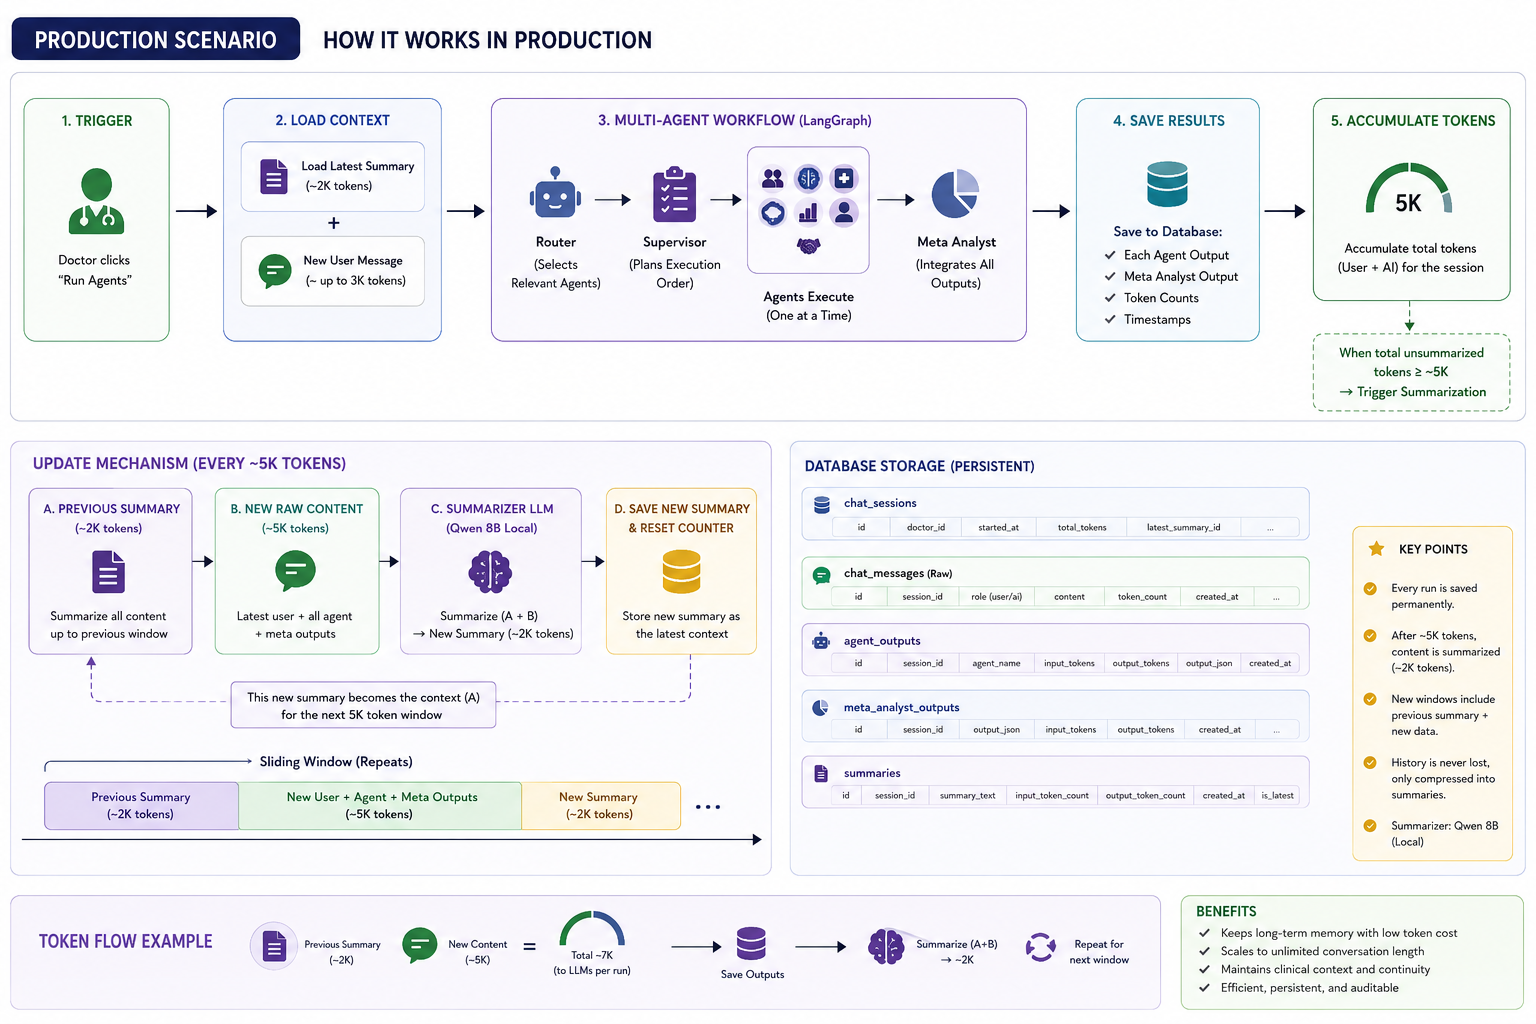 PRODUCTION SCENARIO
HOW IT WORKS IN PRODUCTION
1. TRIGGER
Doctor clicks
“Run Agents”
2. LOAD CONTEXT
Load Latest Summary
(~2K tokens)
+
New User Message
(~ up to 3K tokens)
3. MULTI-AGENT WORKFLOW (LangGraph)
Router
(Selects
Relevant Agents)
Supervisor
(Plans Execution
Order)
Agents Execute
(One at a Time)
Meta Analyst
(Integrates All
Outputs)
4. SAVE RESULTS
Save to Database:
✓ Each Agent Output
✓ Meta Analyst Output
✓ Token Counts
✓ Timestamps
5. ACCUMULATE TOKENS
5K
Accumulate total tokens
(User + AI) for the session
When total unsummarized
tokens ≥ ~5K
→ Trigger Summarization
UPDATE MECHANISM (EVERY ~5K TOKENS)
A. PREVIOUS SUMMARY
(~2K tokens)
Summarize all content
up to previous window
B. NEW RAW CONTENT
(~5K tokens)
Latest user + all agent
+ meta outputs
C. SUMMARIZER LLM
(Qwen 8B Local)
Summarize (A + B)
→ New Summary (~2K tokens)
D. SAVE NEW SUMMARY
& RESET COUNTER
Store new summary as
the latest context
This new summary becomes the context (A)
for the next 5K token window
Sliding Window (Repeats)
Previous Summary
(~2K tokens)
New User + Agent + Meta Outputs
(~5K tokens)
New Summary
(~2K tokens)
...
DATABASE STORAGE (PERSISTENT)
chat_sessions
id doctor_id started_at total_tokens latest_summary_id ...
chat_messages (Raw)
id session_id role (user/ai) content token_count created_at ...
agent_outputs
id session_id agent_name input_tokens output_tokens output_json created_at
meta_analyst_outputs
id session_id output_json input_tokens output_tokens created_at ...
summaries
id session_id summary_text input_token_count output_token_count created_at is_latest
KEY POINTS
Every run is saved
permanently.
After ~5K tokens,
content is summarized
(~2K tokens).
New windows include
previous summary +
new data.
History is never lost,
only compressed into
summaries.
Summarizer: Qwen 8B
(Local)
TOKEN FLOW EXAMPLE
Previous Summary
(~2K)
New Content
(~5K)
=
Total ~7K
(to LLMs per run)
Save Outputs
Summarize (A+B)
→ ~2K
Repeat for
next window
BENEFITS
✓ Keeps long-term memory with low token cost
✓ Scales to unlimited conversation length
✓ Maintains clinical context and continuity
✓ Efficient, persistent, and auditable